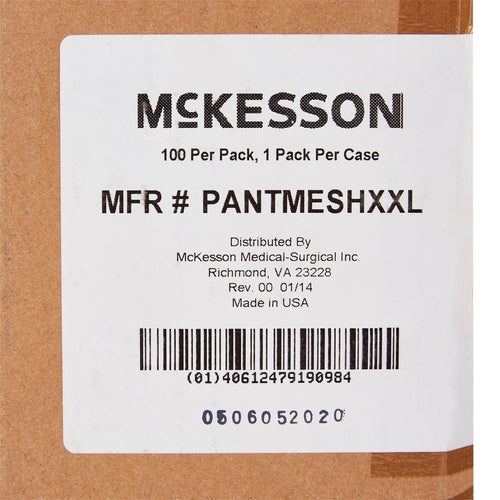 McKESSON
100 Per Pack, 1 Pack Per Case
MFR # PANTMESHXXL
Distributed By
McKesson Medical-Surgical Inc.
Richmond, VA 23228
Rev. 00 01/14
Made in USA
(01)40612479190984
0506052020